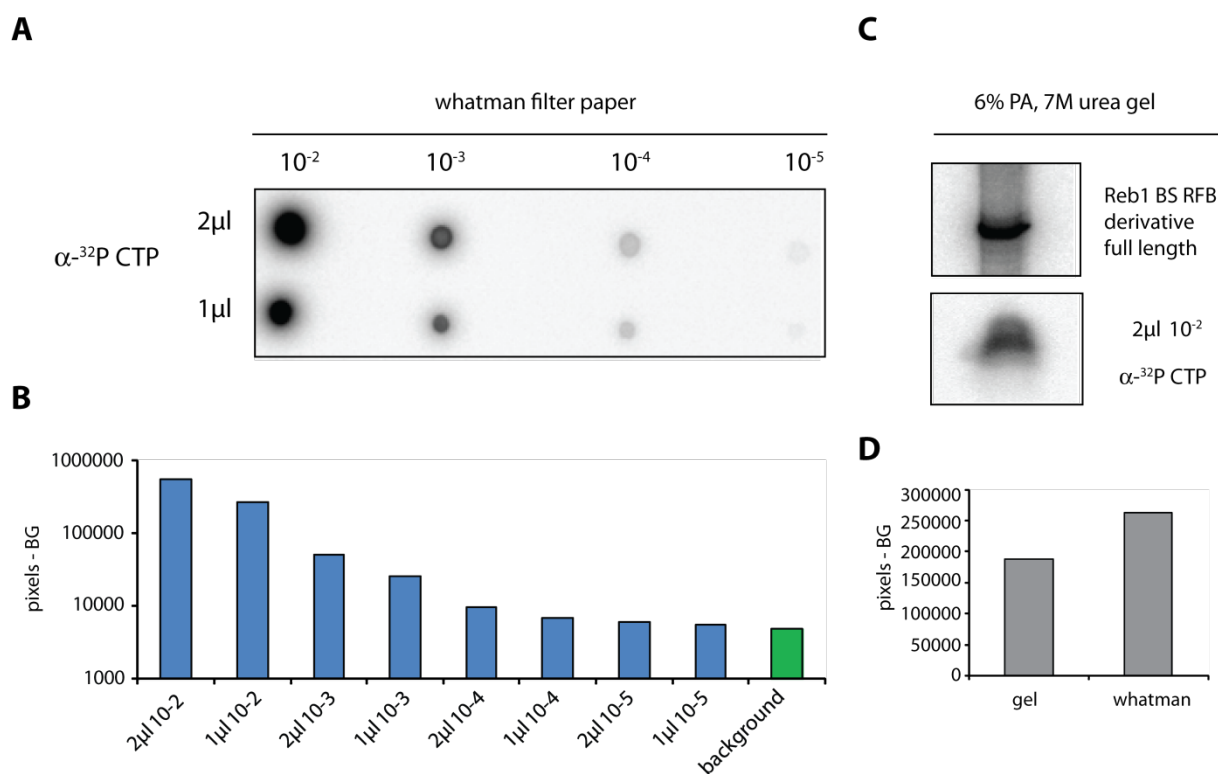 A
whatman filter paper
10⁻² 10⁻³ 10⁻⁴ 10⁻⁵
2µl
α-³²P CTP
1µl
C
6% PA, 7M urea gel
Reb1 BS RFB
derivative
full length
2µl 10⁻²
α-³²P CTP
B
1000000
100000
10000
1000
pixels - BG
2µl 10-2
1µl 10-2
2µl 10-3
1µl 10-3
2µl 10-4
1µl 10-4
2µl 10-5
1µl 10-5
background
D
300000
250000
200000
150000
100000
50000
0
pixels - BG
gel whatman